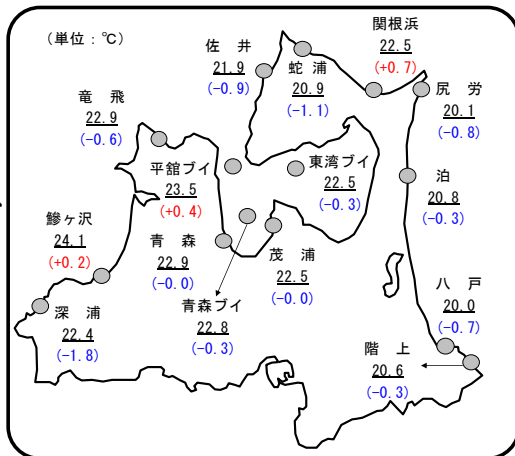 (単位：℃)
関根浜
22.5
(+0.7)
佐 井
21.9
(-0.9)
蛇 浦
20.9
(-1.1)
尻 労
20.1
(-0.8)
竜 飛
22.9
(-0.6)
平舘ブイ
23.5
(+0.4)
東湾ブイ
22.5
(-0.3)
泊
20.8
(-0.3)
鰺ヶ沢
24.1
(+0.2)
青 森
22.9
(-0.0)
茂 浦
22.5
(-0.0)
八 戸
20.0
(-0.7)
深 浦
22.4
(-1.8)
青森ブイ
22.8
(-0.3)
階 上
20.6
(-0.3)